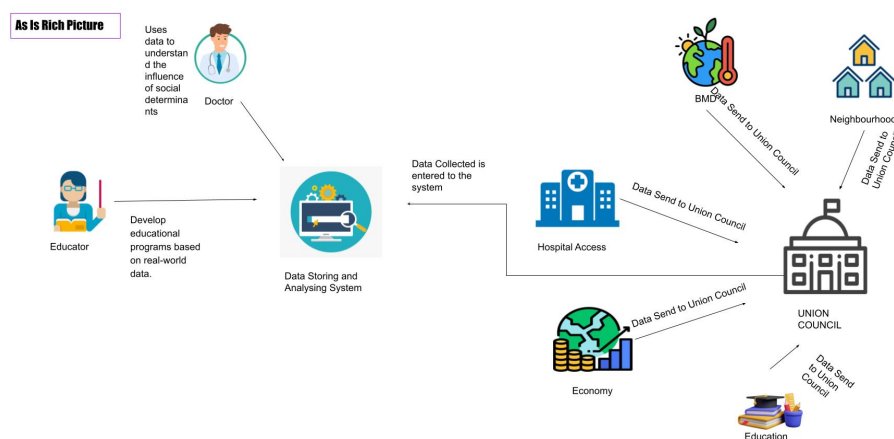 As Is Rich Picture
Uses
data to
understan
d the
influence
of social
determina
nts
Doctor
Educator
Develop
educational
programs based
on real-world
data.
Data Storing and
Analysing System
Data Collected is
entered to the
system
BMD
Data Send to Union Council
Neighbourhood
Data Send to
Union Council
Hospital Access
Data Send to Union Council
UNION
COUNCIL
Economy
Data Send to Union Council
Education
Data Send
to Union
Council